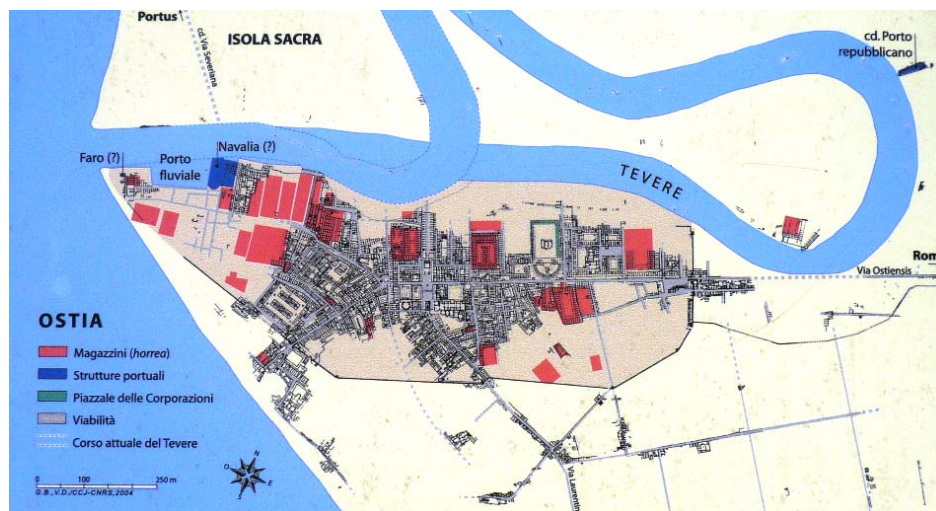 Portus
ISOLA SACRA
cd. Via Severiana
cd. Porto
repubblicano
Faro (?)
Porto
fluviale
Navalia (?)
TEVERE
Rom
Via Ostiensis
OSTIA
Magazzini (horrea)
Strutture portuali
Piazzale delle Corporazioni
Viabilità
Corso attuale del Tevere
0 100 250 m
G.B., V.D./CCJ-CNRS, 2004
N
O
E
S
Via Laurentin